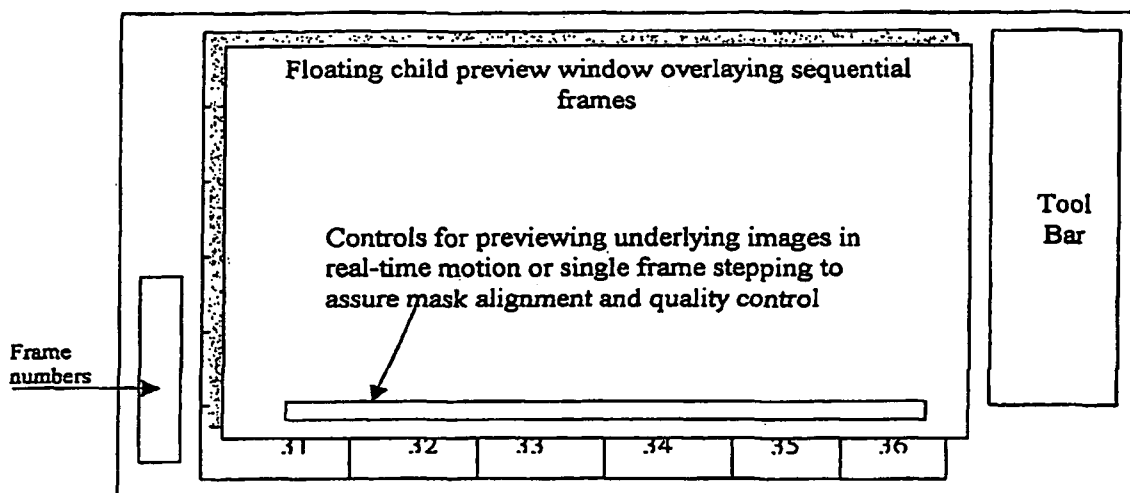 Floating child preview window overlaying sequential
frames
Tool
Bar
Controls for previewing underlying images in
real-time motion or single frame stepping to
assure mask alignment and quality control
Frame
numbers
31 32 33 34 35 36